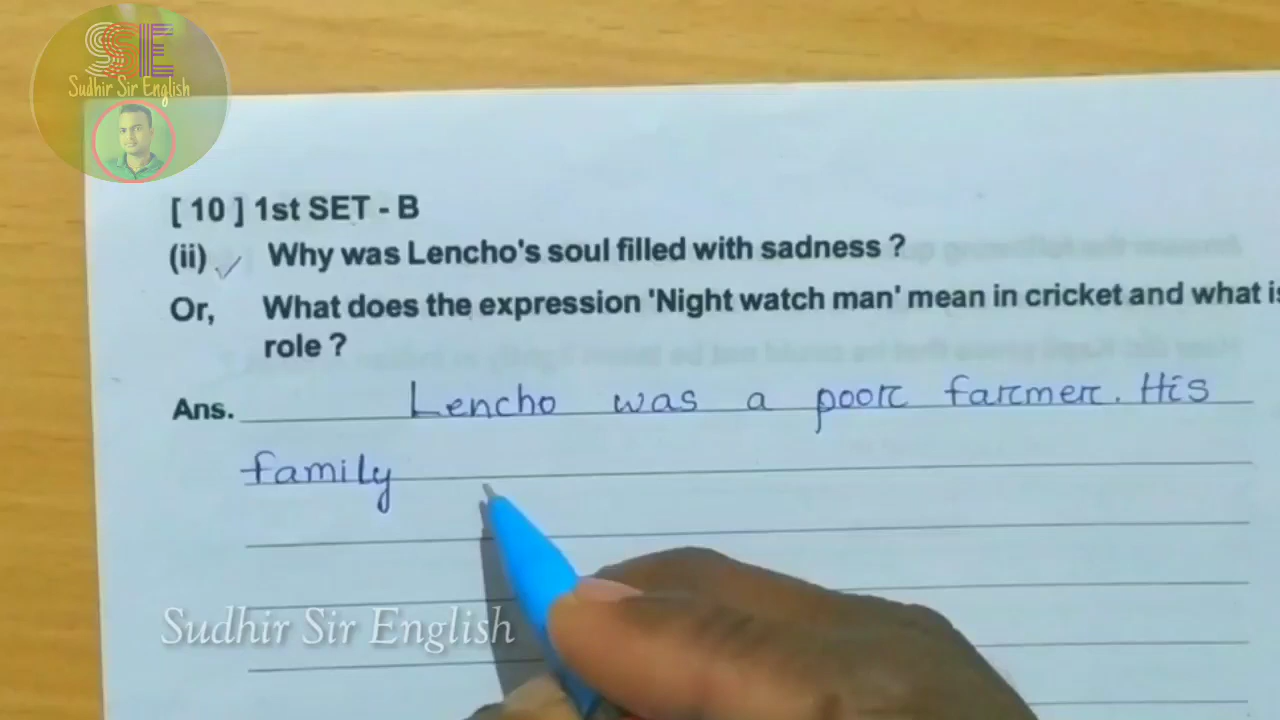 SE
Sudhir Sir English
[ 10 ] 1st SET - B
(ii) Why was Lencho's soul filled with sadness ?
Or, What does the expression 'Night watch man' mean in cricket and what is
role ?
Ans. Lencho was a poor farmer. His
family
Sudhir Sir English